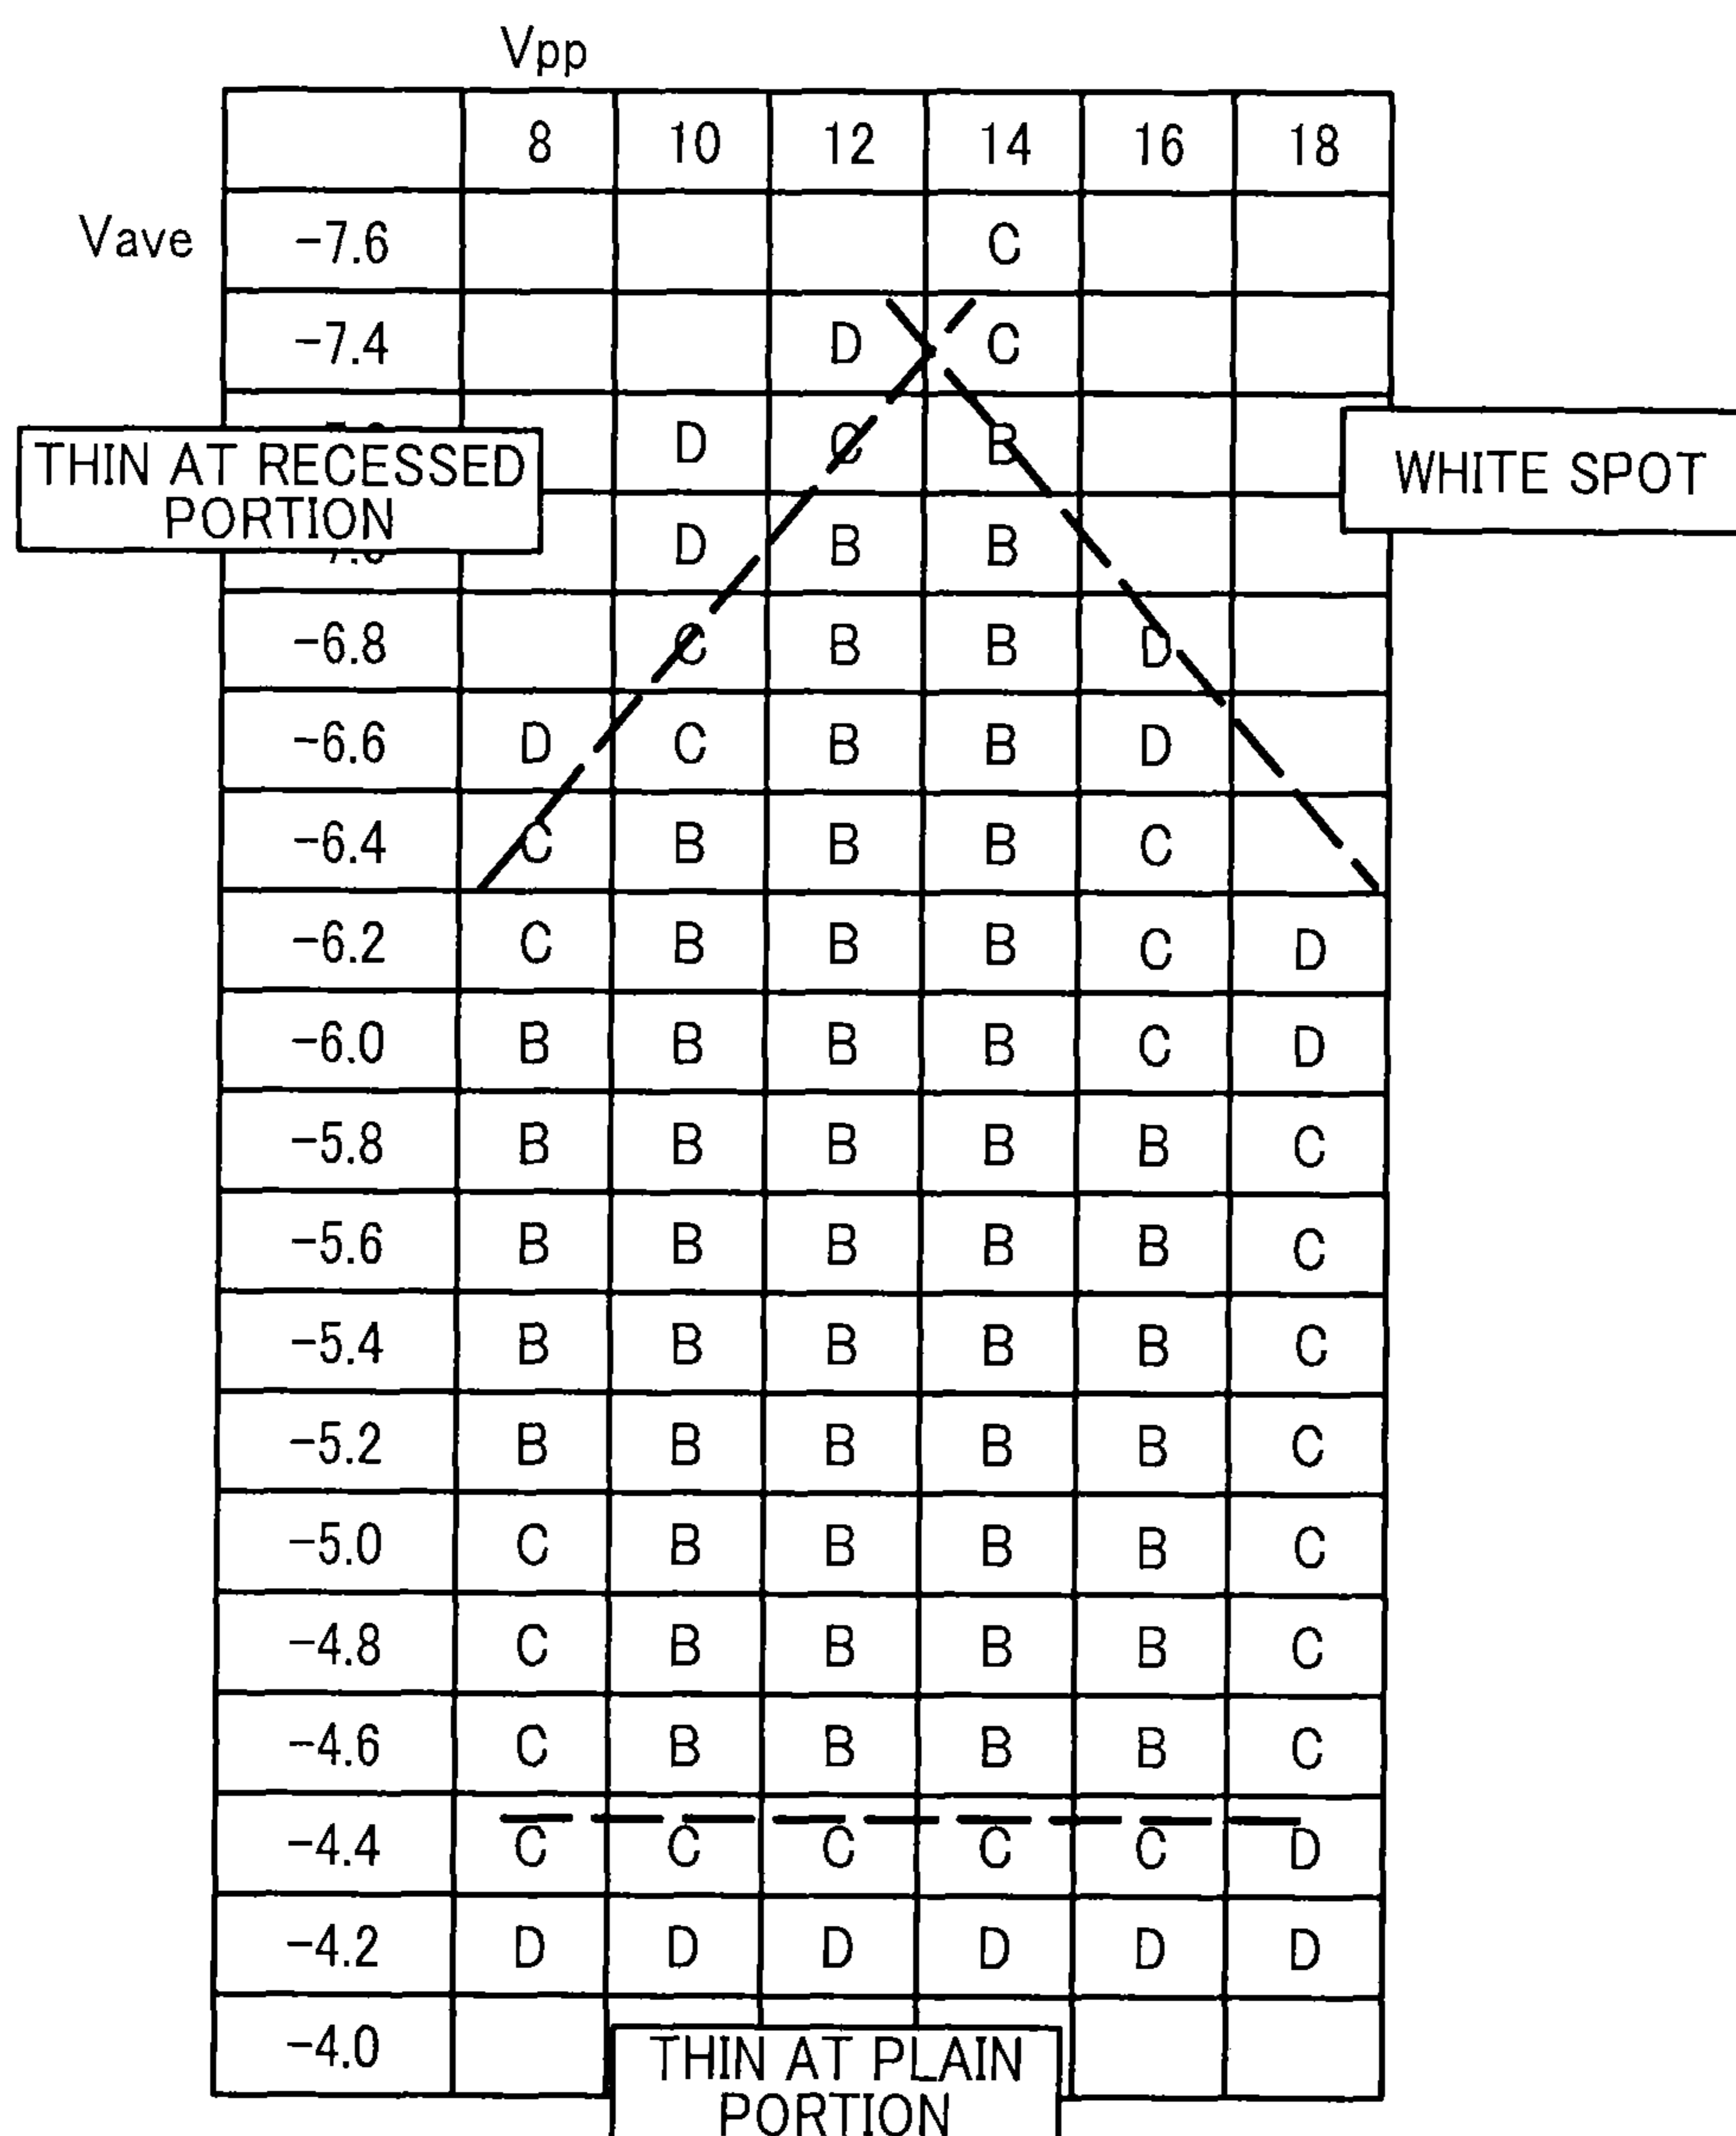 Vpp
8 10 12 14 16 18
Vave -7.6 C
-7.4 D C
D C B
THIN AT RECESSED
PORTION
WHITE SPOT
D B B
-6.8 C B B D
-6.6 D C B B D
-6.4 C B B B C
-6.2 C B B B C D
-6.0 B B B B C D
-5.8 B B B B B C
-5.6 B B B B B C
-5.4 B B B B B C
-5.2 B B B B B C
-5.0 C B B B B C
-4.8 C B B B B C
-4.6 C B B B B C
-4.4 C C C C C D
-4.2 D D D D D D
-4.0
THIN AT PLAIN
PORTION